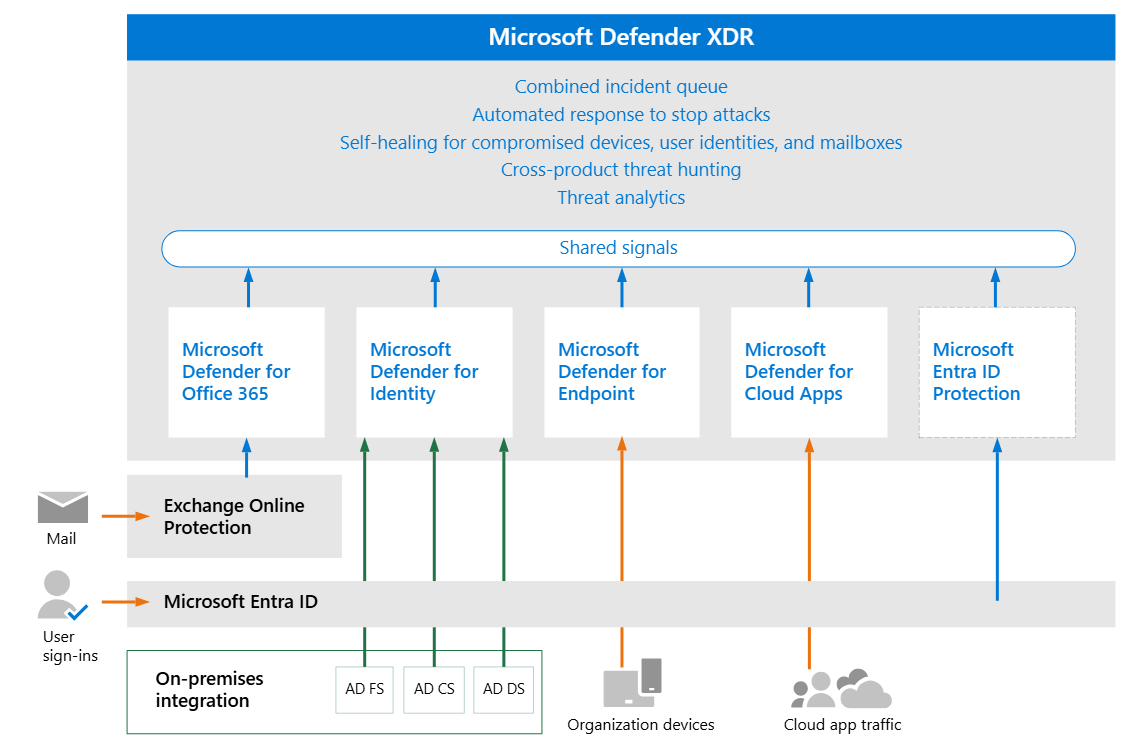 Microsoft Defender XDR
Combined incident queue
Automated response to stop attacks
Self-healing for compromised devices, user identities, and mailboxes
Cross-product threat hunting
Threat analytics
Shared signals
Microsoft
Defender for
Office 365
Microsoft
Defender for
Identity
Microsoft
Defender for
Endpoint
Microsoft
Defender for
Cloud Apps
Microsoft
Entra ID
Protection
Mail
Exchange Online
Protection
User
sign-ins
Microsoft Entra ID
On-premises
integration
AD FS
AD CS
AD DS
Organization devices
Cloud app traffic